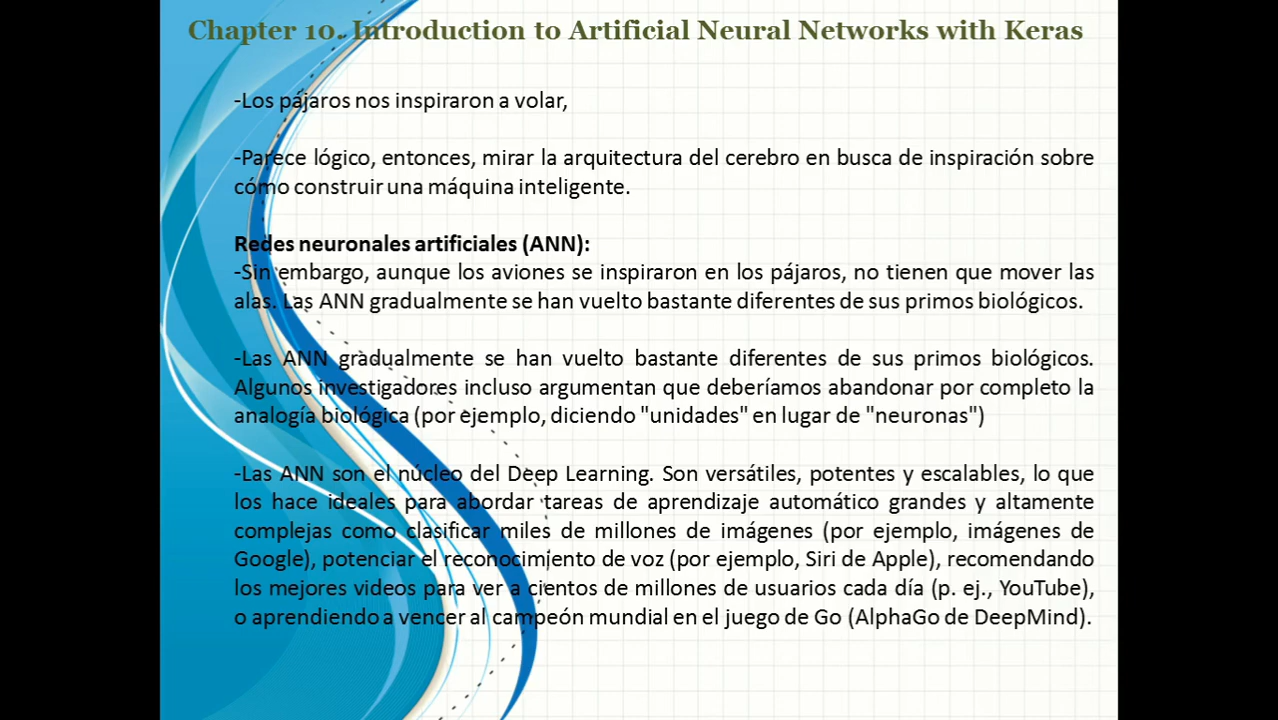 Chapter 10. Introduction to Artificial Neural Networks with Keras
-Los pájaros nos inspiraron a volar,
-Parece lógico, entonces, mirar la arquitectura del cerebro en busca de inspiración sobre
cómo construir una máquina inteligente.
Redes neuronales artificiales (ANN):
-Sin embargo, aunque los aviones se inspiraron en los pájaros, no tienen que mover las
alas. Las ANN gradualmente se han vuelto bastante diferentes de sus primos biológicos.
-Las ANN gradualmente se han vuelto bastante diferentes de sus primos biológicos.
Algunos investigadores incluso argumentan que deberíamos abandonar por completo la
analogía biológica (por ejemplo, diciendo "unidades" en lugar de "neuronas")
-Las ANN son el núcleo del Deep Learning. Son versátiles, potentes y escalables, lo que
los hace ideales para abordar tareas de aprendizaje automático grandes y altamente
complejas como clasificar miles de millones de imágenes (por ejemplo, imágenes de
Google), potenciar el reconocimiento de voz (por ejemplo, Siri de Apple), recomendando
los mejores videos para ver a cientos de millones de usuarios cada día (p. ej., YouTube),
o aprendiendo a vencer al campeón mundial en el juego de Go (AlphaGo de DeepMind).